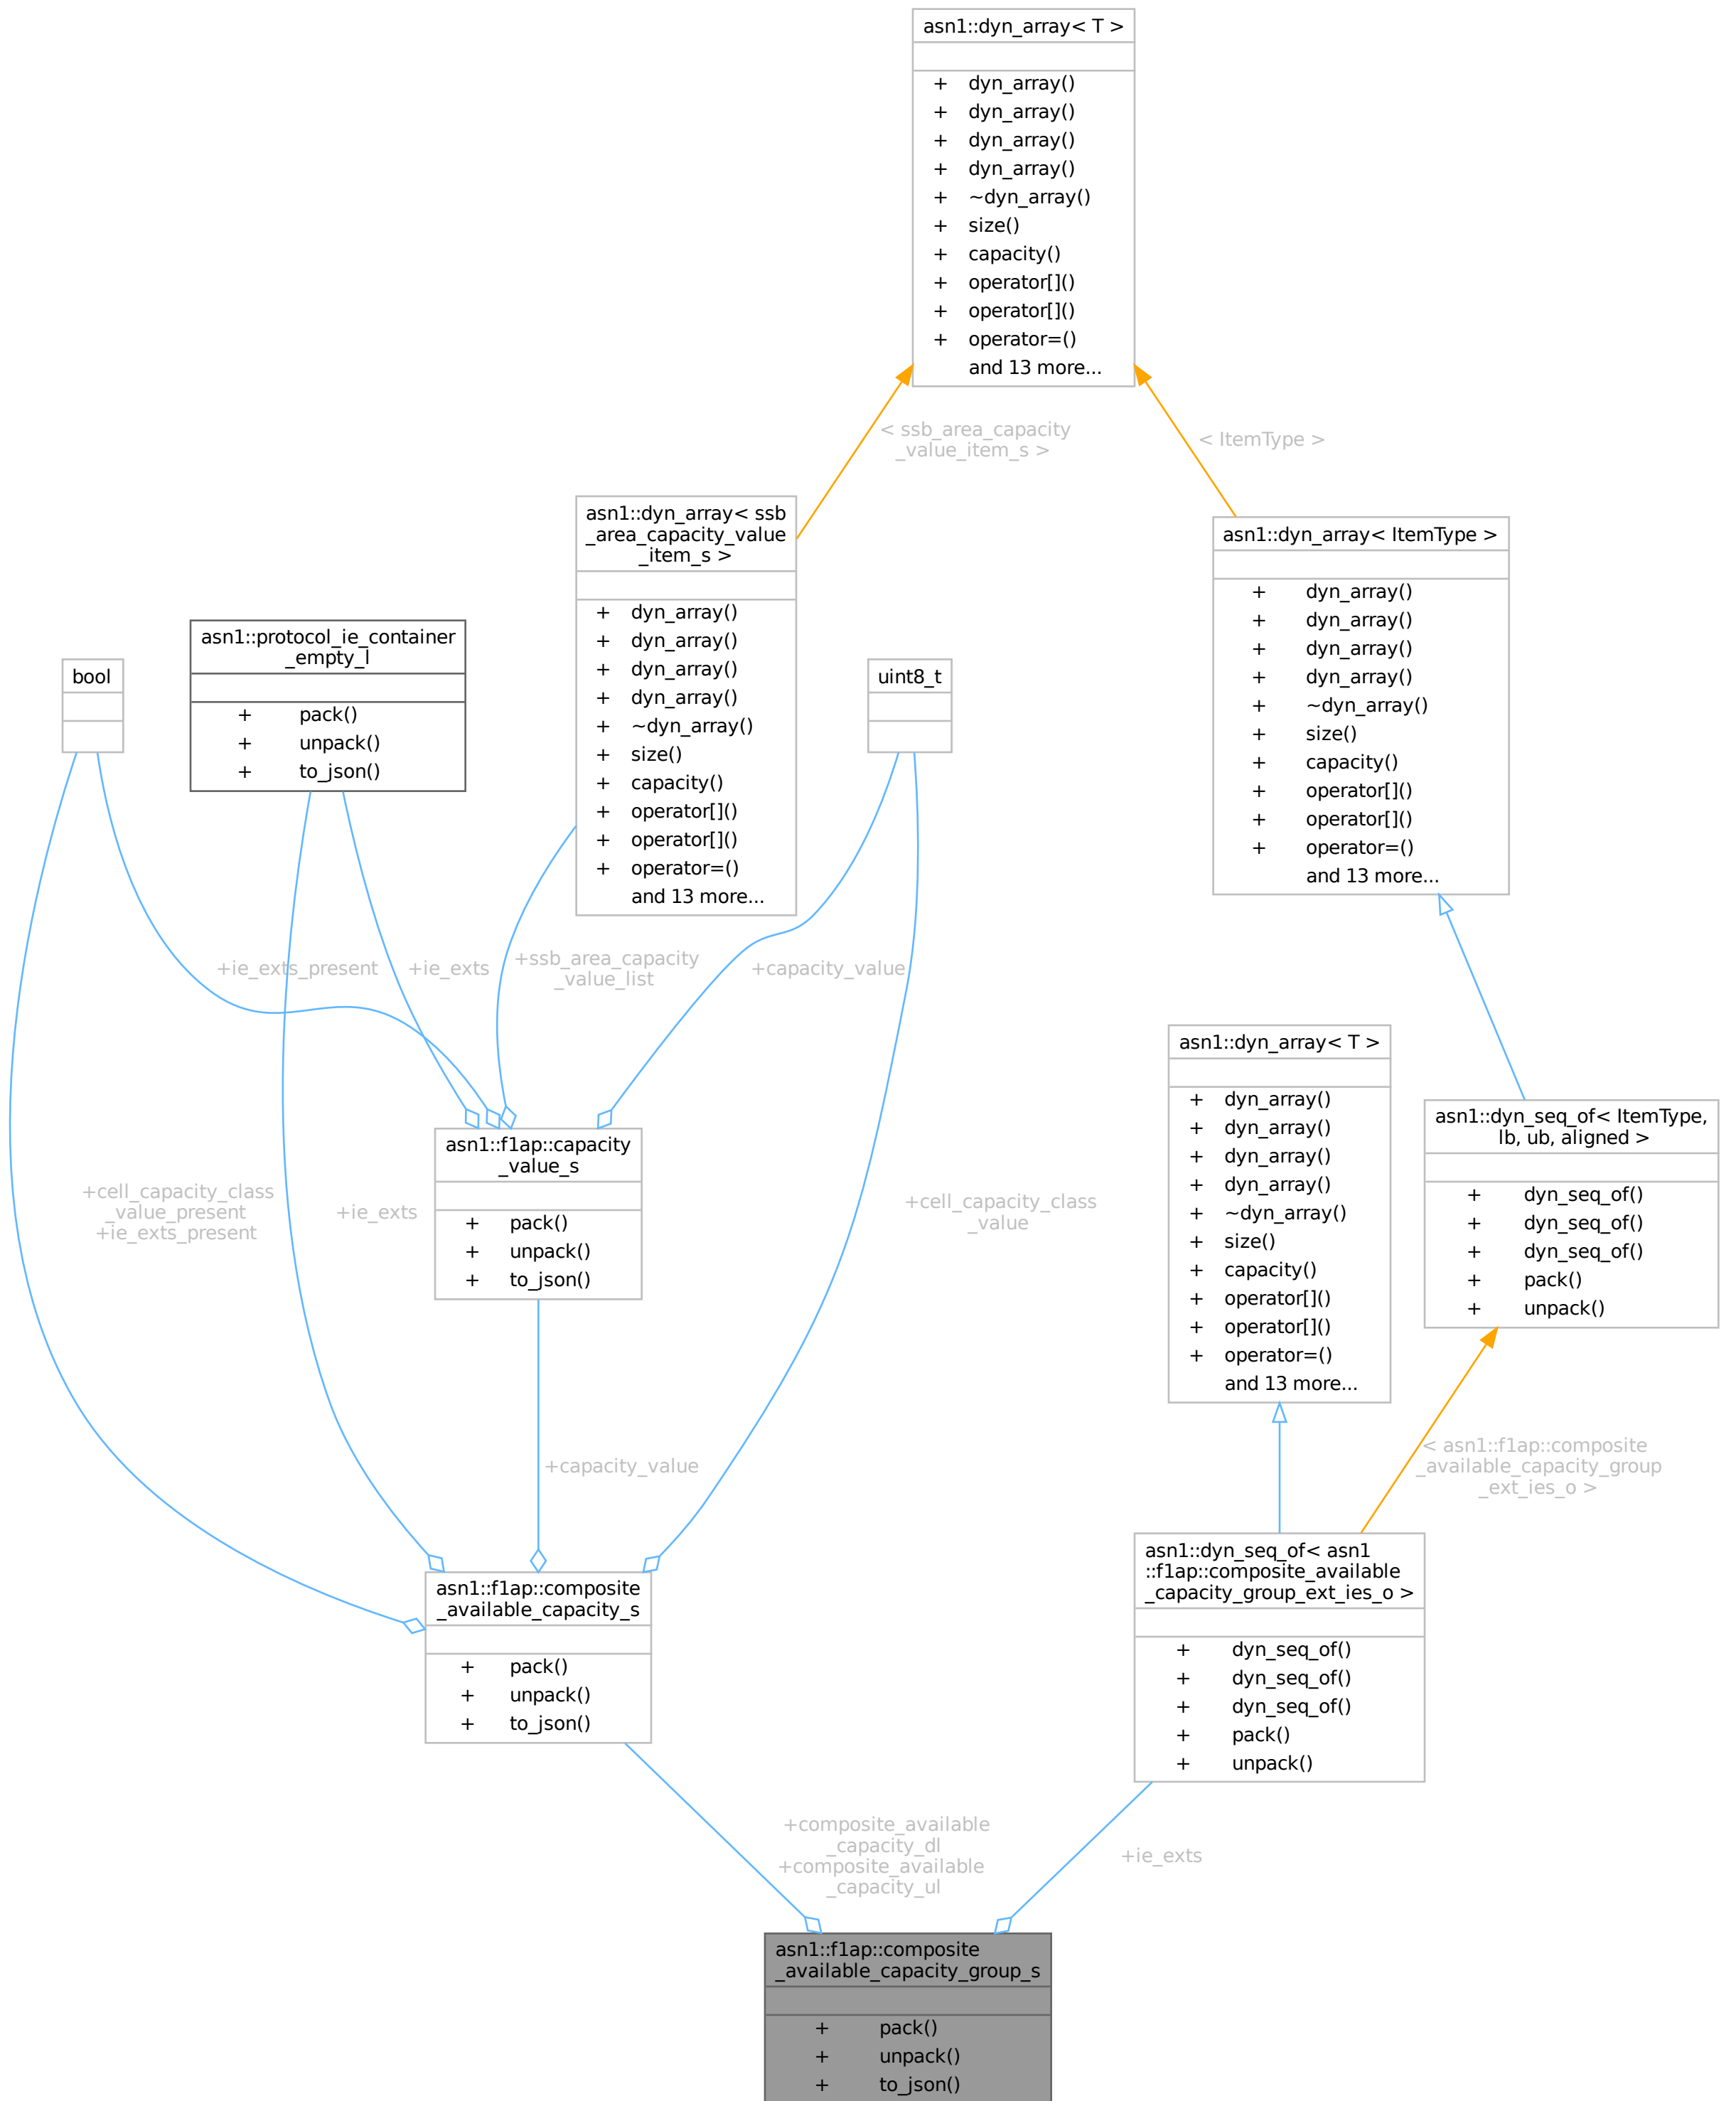 asn1::dyn_array< T >
+ dyn_array()
+ dyn_array()
+ dyn_array()
+ dyn_array()
+ ~dyn_array()
+ size()
+ capacity()
+ operator[]()
+ operator[]()
+ operator=()
and 13 more...
< ssb_area_capacity
_value_item_s >
< ItemType >
asn1::dyn_array< ssb
_area_capacity_value
_item_s >
+ dyn_array()
+ dyn_array()
+ dyn_array()
+ dyn_array()
+ ~dyn_array()
+ size()
+ capacity()
+ operator[]()
+ operator[]()
+ operator=()
and 13 more...
asn1::dyn_array< ItemType >
+ dyn_array()
+ dyn_array()
+ dyn_array()
+ dyn_array()
+ ~dyn_array()
+ size()
+ capacity()
+ operator[]()
+ operator[]()
+ operator=()
and 13 more...
bool
asn1::protocol_ie_container
_empty_l
+ pack()
+ unpack()
+ to_json()
uint8_t
+ie_exts_present
+ie_exts
+ssb_area_capacity
_value_list
+capacity_value
asn1::dyn_array< T >
+ dyn_array()
+ dyn_array()
+ dyn_array()
+ dyn_array()
+ ~dyn_array()
+ size()
+ capacity()
+ operator[]()
+ operator[]()
+ operator=()
and 13 more...
asn1::dyn_seq_of< ItemType,
lb, ub, aligned >
+ dyn_seq_of()
+ dyn_seq_of()
+ dyn_seq_of()
+ pack()
+ unpack()
asn1::f1ap::capacity
_value_s
+ pack()
+ unpack()
+ to_json()
+cell_capacity_class
_value_present
+ie_exts_present
+ie_exts
+cell_capacity_class
_value
+capacity_value
< asn1::f1ap::composite
_available_capacity_group
_ext_ies_o >
asn1::f1ap::composite
_available_capacity_s
+ pack()
+ unpack()
+ to_json()
asn1::dyn_seq_of< asn1
::f1ap::composite_available
_capacity_group_ext_ies_o >
+ dyn_seq_of()
+ dyn_seq_of()
+ dyn_seq_of()
+ pack()
+ unpack()
+composite_available
_capacity_dl
+composite_available
_capacity_ul
+ie_exts
asn1::f1ap::composite
_available_capacity_group_s
+ pack()
+ unpack()
+ to_json()